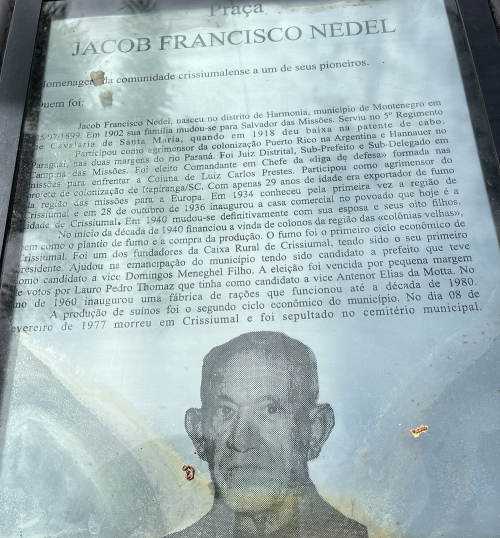 Praça
JACOB FRANCISCO NEDEL
Homenagem da comunidade crissiumalense a um de seus pioneiros.
Quem foi:
Jacob Francisco Nedel, nasceu no distrito de Harmonia, município de Montenegro em
/07/1899. Em 1902 sua família mudou-se para Salvador das Missões. Serviu no 5º Regimento
de Cavalaria de Santa Maria, quando em 1918 deu baixa na patente de cabo.
Participou como agrimensor da colonização Puerto Rico na Argentina e Hannauer no
Paraguai, nas duas margens do rio Paraná. Foi Juiz Distrital, Sub-Prefeito e Sub-Delegado em
Campina das Missões. Foi eleito Comandante em Chefe da «liga de defesa» formada nas
missões para enfrentar a Coluna de Luiz Carlos Prestes. Participou como agrimensor do
projeto de colonização de Itapiranga/SC. Com apenas 29 anos de idade era exportador de fumo
da região das missões para a Europa. Em 1934 conheceu pela primeira vez a região de
Crissiumal e em 28 de outubro de 1936 inaugurou a casa comercial no povoado que hoje é a
cidade de Crissiumal. Em 1940 mudou-se definitivamente com sua esposa e seus oito filhos.
No início da década de 1940 financiou a vinda de colonos da região das «colônias velhas»,
bem como o plantio de fumo e a compra da produção. O fumo foi o primeiro ciclo econômico de
Crissiumal. Foi um dos fundadores da Caixa Rural de Crissiumal, tendo sido o seu primeiro
presidente. Ajudou na emancipação do município tendo sido candidato a prefeito que teve
como candidato a vice Domingos Meneghel Filho. A eleição foi vencida por pequena margem
de votos por Lauro Pedro Thomaz que tinha como candidato a vice Antenor Elias da Motta. No
ano de 1960 inaugurou uma fábrica de rações que funcionou até a década de 1980.
A produção de suínos foi o segundo ciclo econômico do município. No dia 08 de
fevereiro de 1977 morreu em Crissiumal e foi sepultado no cemitério municipal.